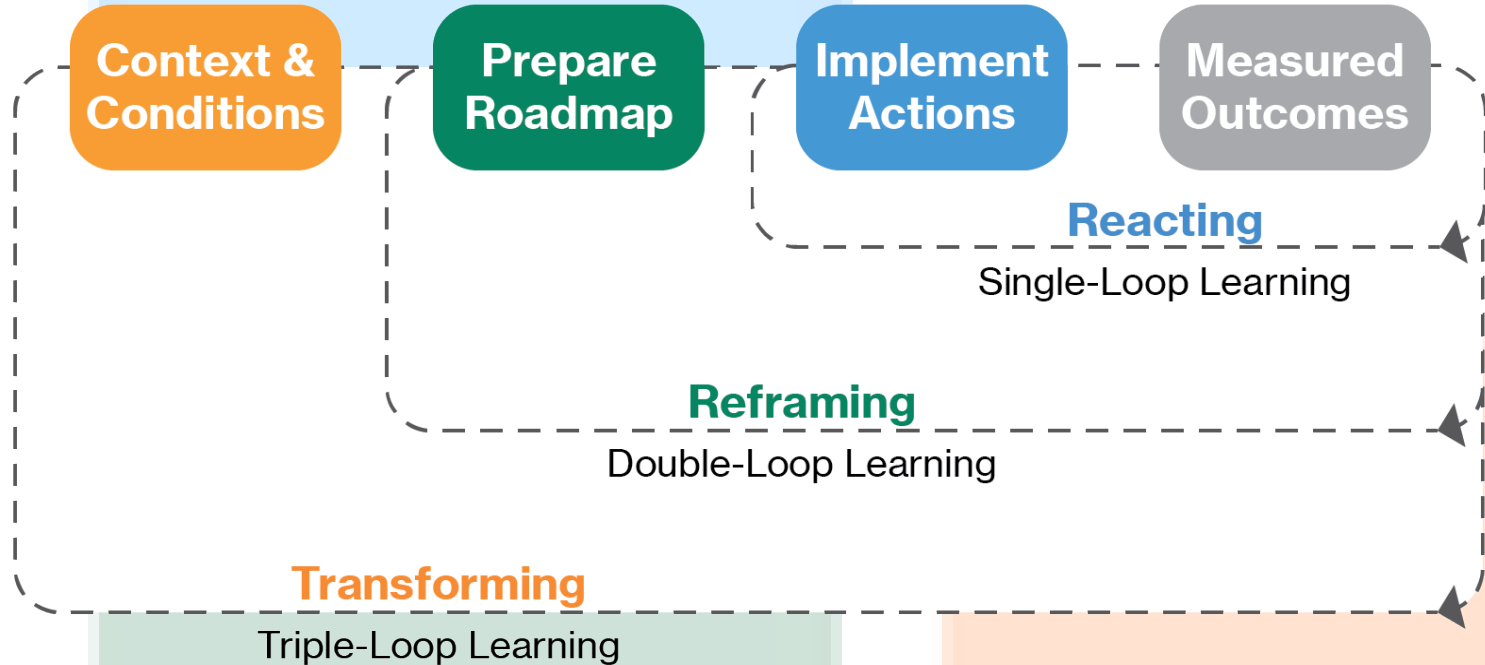 Context &
Conditions
Prepare
Roadmap
Implement
Actions
Measured
Outcomes
Reacting
Single-Loop Learning
Reframing
Double-Loop Learning
Transforming
Triple-Loop Learning